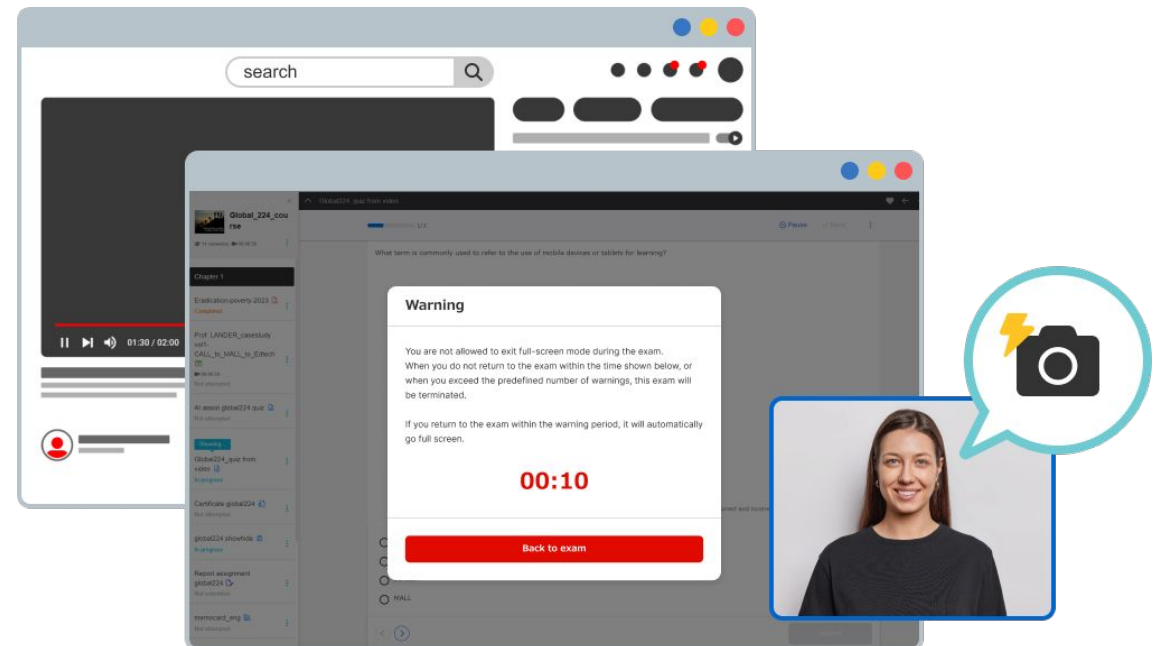 search
01:30 / 02:00
Global_224_cou
rse
Global224_quiz from video
1/2
Pause
What term is commonly used to refer to the use of mobile devices or tablets for learning?
Chapter 1
Eradication-poverty 2023
Completed
Prof. LANDER_casestudy
CALL_to_MALL_to_Edtech
Not attempted
AI assist global224 quiz
Not attempted
Global224_quiz from
video
In progress
Certificate global224
Not attempted
global224 showhide
In progress
Report assignment
global224
Not submitted
memocard_eng
Not attempted
Warning
You are not allowed to exit full-screen mode during the exam.
When you do not return to the exam within the time shown below, or
when you exceed the predefined number of warnings, this exam will
be terminated.
If you return to the exam within the warning period, it will automatically
go full screen.
00:10
Back to exam
MALL